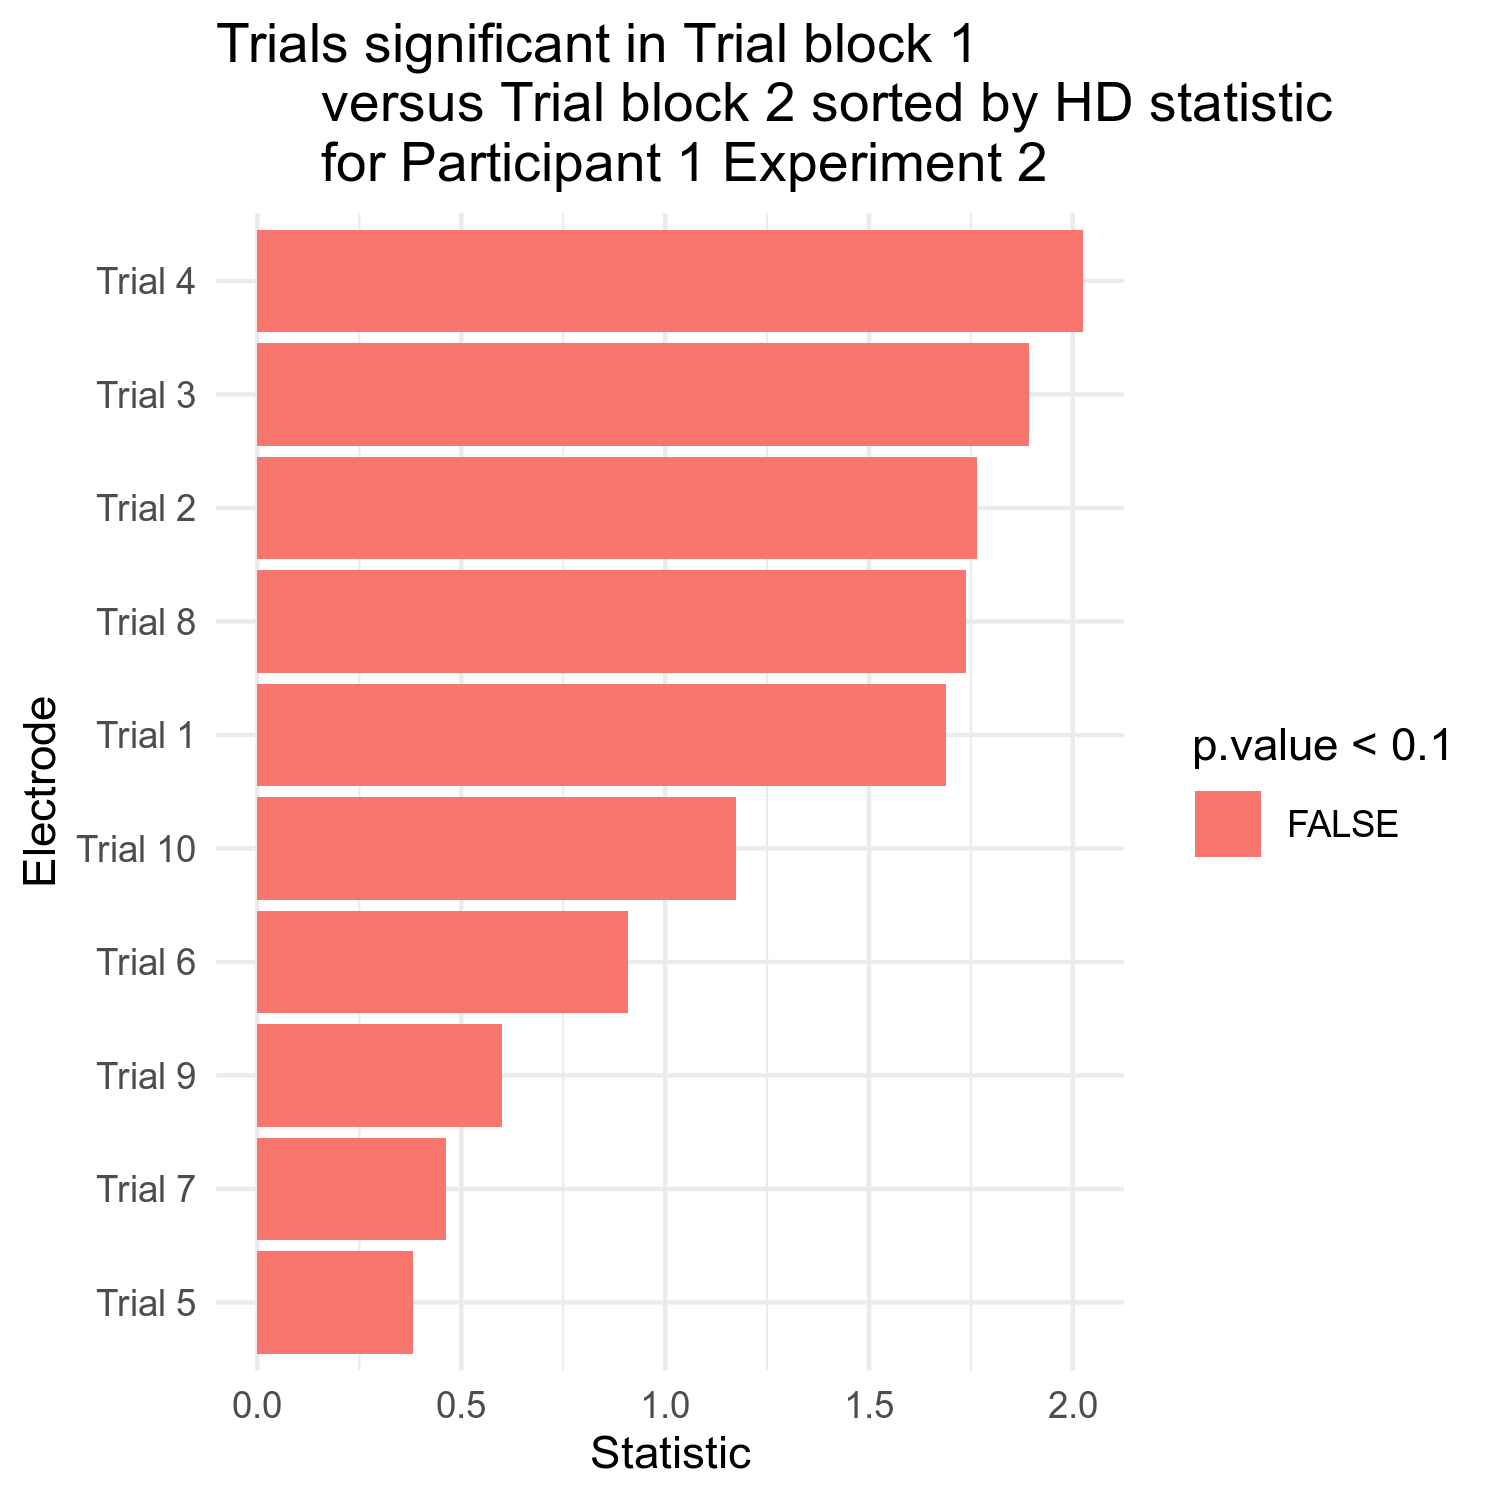 Trials significant in Trial block 1
versus Trial block 2 sorted by HD statistic
for Participant 1 Experiment 2
Electrode
Trial 4
Trial 3
Trial 2
Trial 8
Trial 1
Trial 10
Trial 6
Trial 9
Trial 7
Trial 5
0.0 0.5 1.0 1.5 2.0
Statistic
p.value < 0.1
FALSE